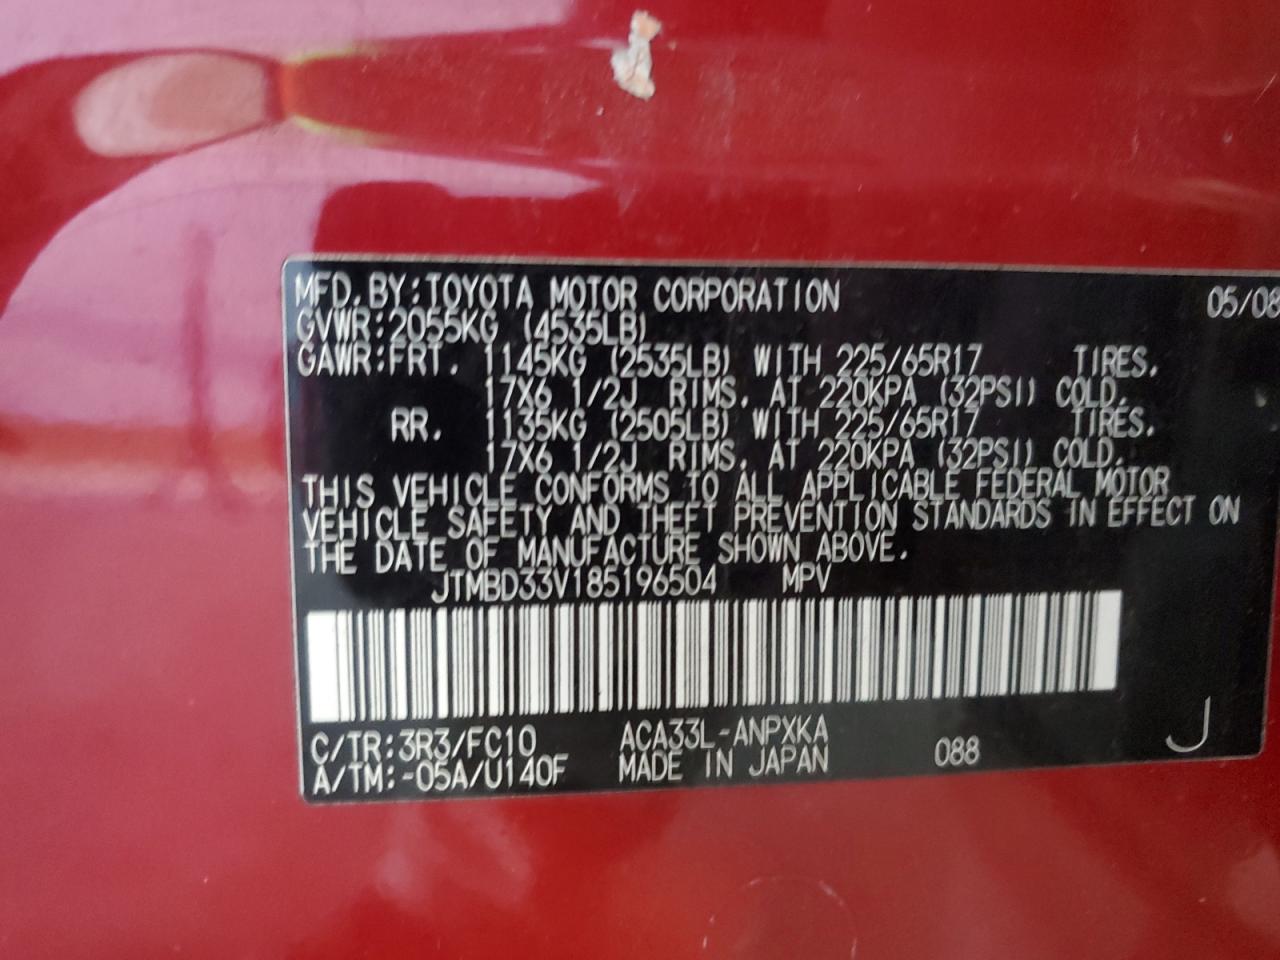 MFD.BY:TOYOTA MOTOR CORPORATION 05/08
GVWR:2055KG (4535LB)
GAWR:FRT. 1145KG (2535LB) WITH 225/65R17 TIRES.
17X6 1/2J RIMS. AT 220KPA (32PSI) COLD.
RR. 1135KG (2505LB) WITH 225/65R17 TIRES.
17X6 1/2J RIMS. AT 220KPA (32PSI) COLD.
THIS VEHICLE CONFORMS TO ALL APPLICABLE FEDERAL MOTOR
VEHICLE SAFETY AND THEFT PREVENTION STANDARDS IN EFFECT ON
THE DATE OF MANUFACTURE SHOWN ABOVE.
JTMBD33V185196504 MPV
C/TR:3R3/FC10 ACA33L-ANPXKA
A/TM:-05A/U140F MADE IN JAPAN 088 J